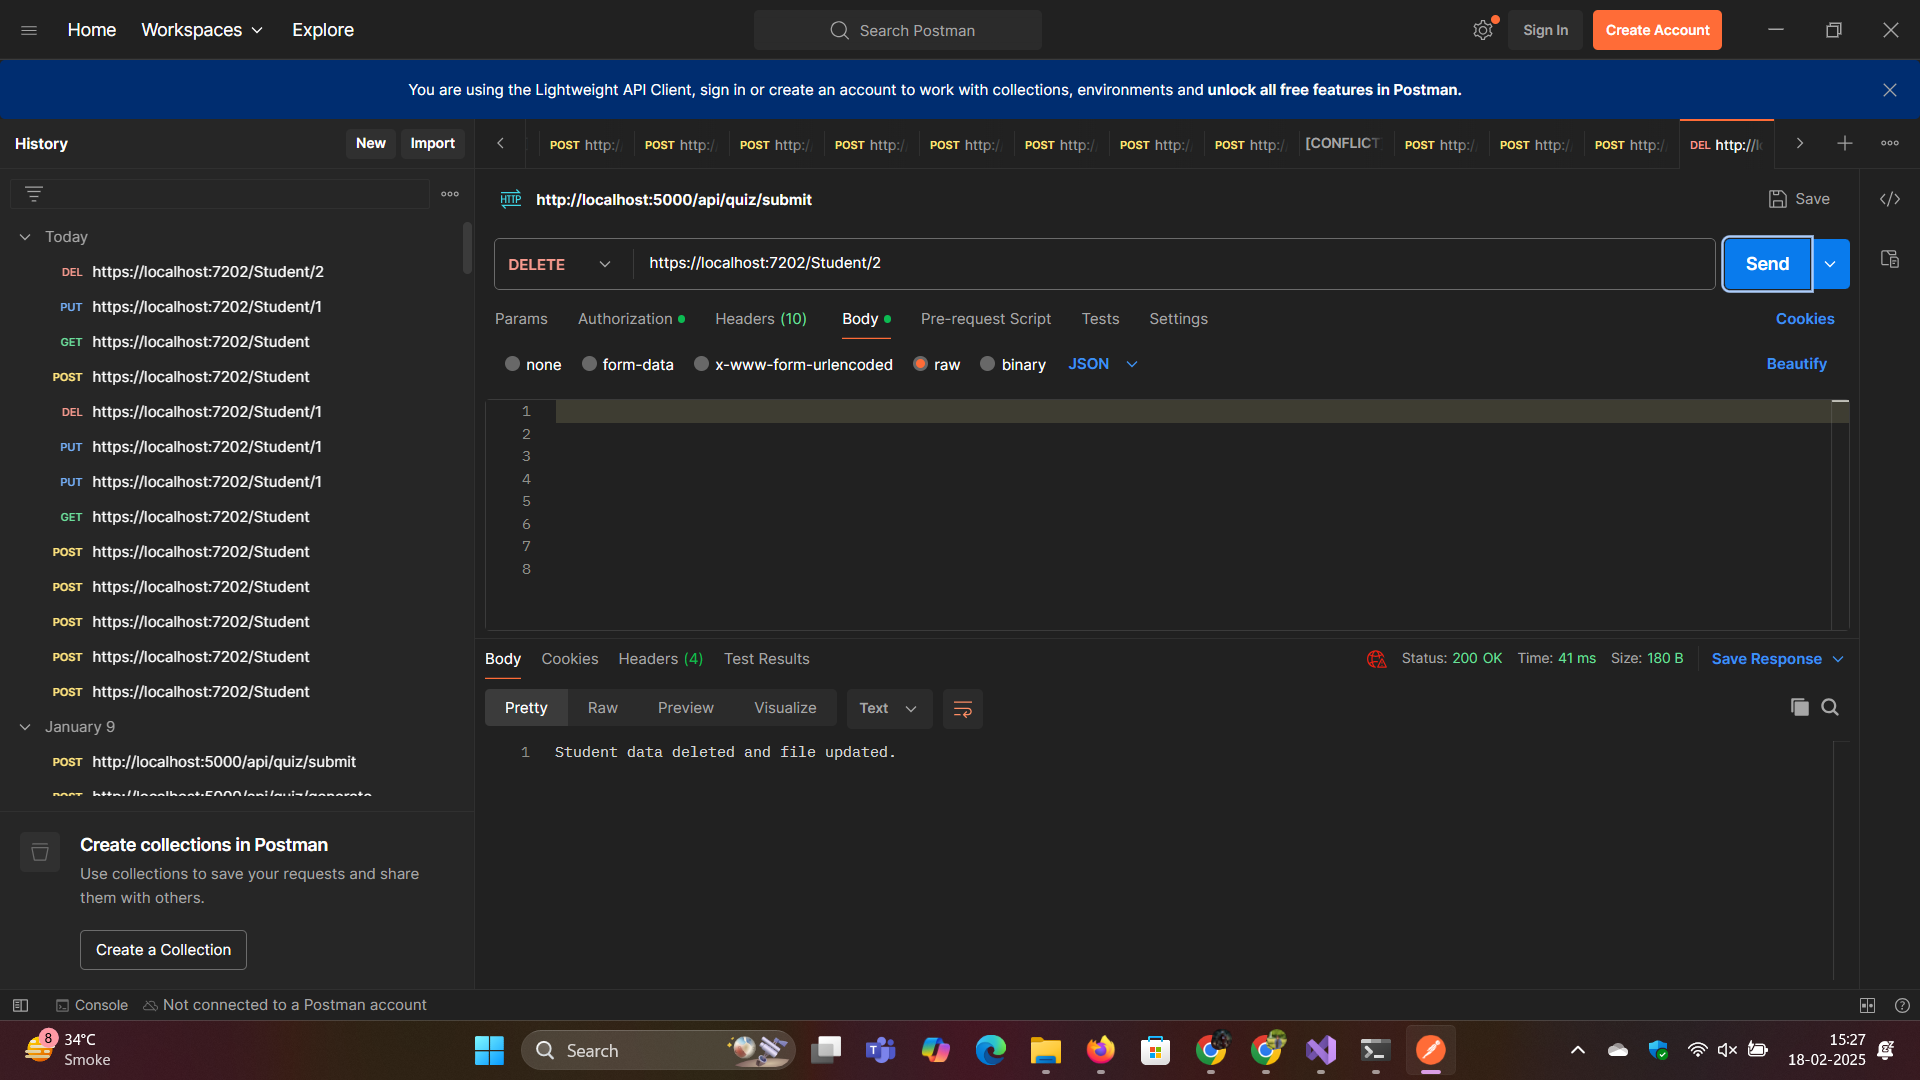 Home
Workspaces
Explore
Search Postman
Sign In
Create Account
You are using the Lightweight API Client, sign in or create an account to work with collections, environments and unlock all free features in Postman.
History
New
Import
POST http:/
POST http:/
POST http:/
POST http:/
POST http:/
POST http:/
POST http:/
POST http:/
[CONFLICT
POST http:/
POST http:/
POST http:/
DEL http://l
Today
DEL https://localhost:7202/Student/2
PUT https://localhost:7202/Student/1
GET https://localhost:7202/Student
POST https://localhost:7202/Student
DEL https://localhost:7202/Student/1
PUT https://localhost:7202/Student/1
PUT https://localhost:7202/Student/1
GET https://localhost:7202/Student
POST https://localhost:7202/Student
POST https://localhost:7202/Student
POST https://localhost:7202/Student
POST https://localhost:7202/Student
POST https://localhost:7202/Student
January 9
POST http://localhost:5000/api/quiz/submit
POST http://localhost:5000/api/quiz/generate
Create collections in Postman
Use collections to save your requests and share
them with others.
Create a Collection
HTTP http://localhost:5000/api/quiz/submit
Save
DELETE
https://localhost:7202/Student/2
Send
Params
Authorization
Headers (10)
Body
Pre-request Script
Tests
Settings
Cookies
none
form-data
x-www-form-urlencoded
raw
binary
JSON
Beautify
1
2
3
4
5
6
7
8
Body
Cookies
Headers (4)
Test Results
Status: 200 OK
Time: 41 ms
Size: 180 B
Save Response
Pretty
Raw
Preview
Visualize
Text
1 Student data deleted and file updated.
Console
Not connected to a Postman account
8
34°C
Smoke
Search
15:27
18-02-2025